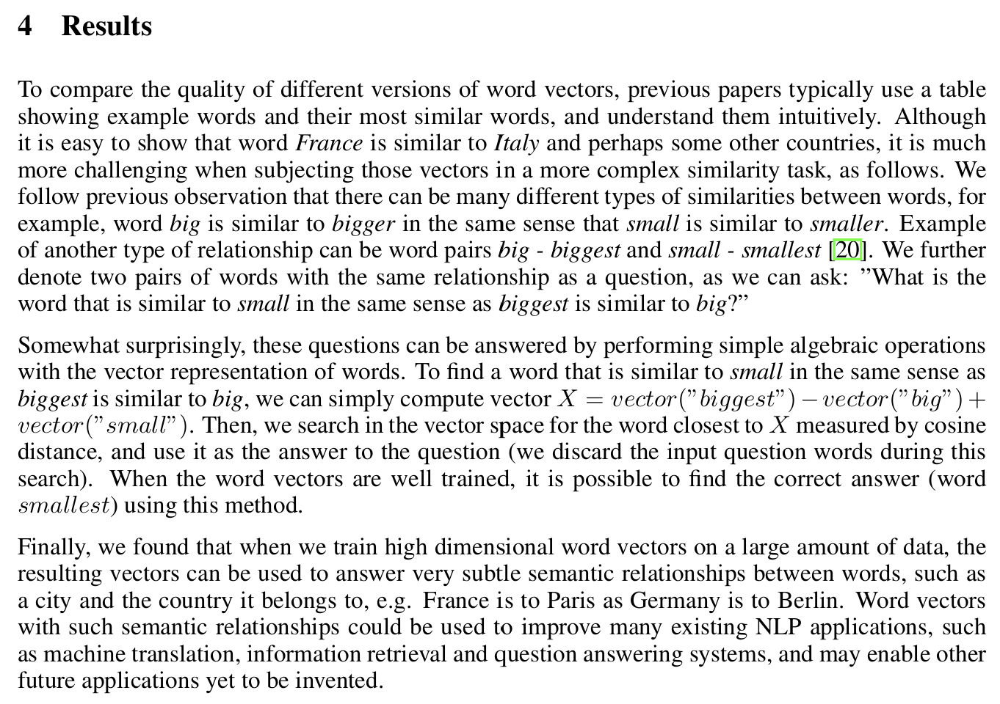 4 Results
To compare the quality of different versions of word vectors, previous papers typically use a table
showing example words and their most similar words, and understand them intuitively. Although
it is easy to show that word France is similar to Italy and perhaps some other countries, it is much
more challenging when subjecting those vectors in a more complex similarity task, as follows. We
follow previous observation that there can be many different types of similarities between words, for
example, word big is similar to bigger in the same sense that small is similar to smaller. Example
of another type of relationship can be word pairs big - biggest and small - smallest [20]. We further
denote two pairs of words with the same relationship as a question, as we can ask: ”What is the
word that is similar to small in the same sense as biggest is similar to big?”
Somewhat surprisingly, these questions can be answered by performing simple algebraic operations
with the vector representation of words. To find a word that is similar to small in the same sense as
biggest is similar to big, we can simply compute vector X = vector(”biggest”) − vector(”big”) +
vector(”small”). Then, we search in the vector space for the word closest to X measured by cosine
distance, and use it as the answer to the question (we discard the input question words during this
search). When the word vectors are well trained, it is possible to find the correct answer (word
smallest) using this method.
Finally, we found that when we train high dimensional word vectors on a large amount of data, the
resulting vectors can be used to answer very subtle semantic relationships between words, such as
a city and the country it belongs to, e.g. France is to Paris as Germany is to Berlin. Word vectors
with such semantic relationships could be used to improve many existing NLP applications, such
as machine translation, information retrieval and question answering systems, and may enable other
future applications yet to be invented.